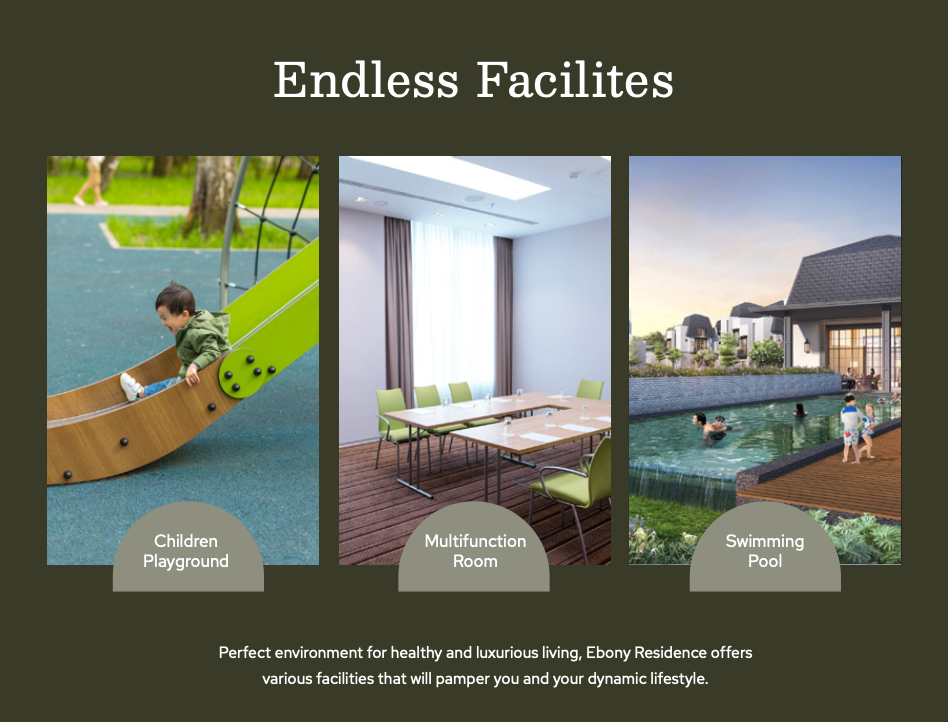 Endless Facilites
Children
Playground
Multifunction
Room
Swimming
Pool
Perfect environment for healthy and luxurious living, Ebony Residence offers
various facilities that will pamper you and your dynamic lifestyle.